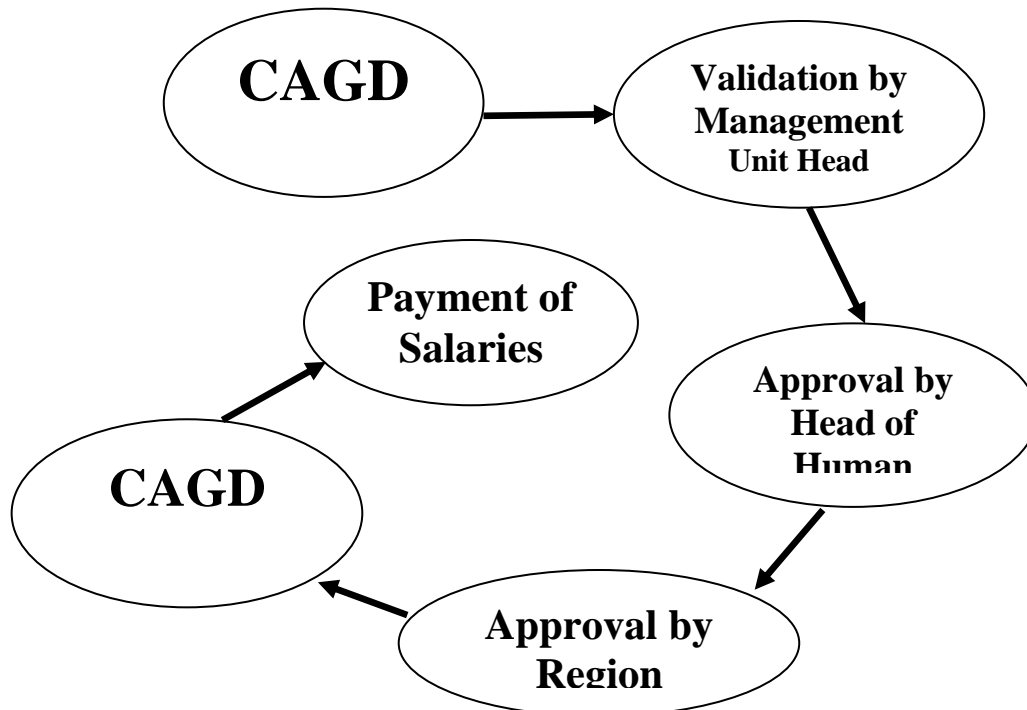 CAGD
Validation by
Management
Unit Head
Payment of
Salaries
Approval by
Head of
Human
CAGD
Approval by
Region